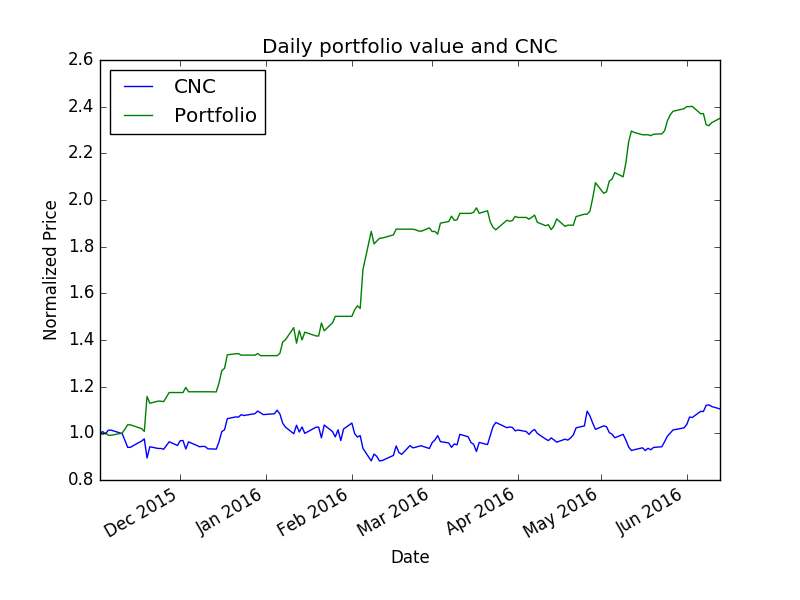 Daily portfolio value and CNC
2.6
2.4
2.2
2.0
1.8
1.6
1.4
1.2
1.0
0.8
Normalized Price
CNC
Portfolio
Dec 2015
Jan 2016
Feb 2016
Mar 2016
Apr 2016
May 2016
Jun 2016
Date